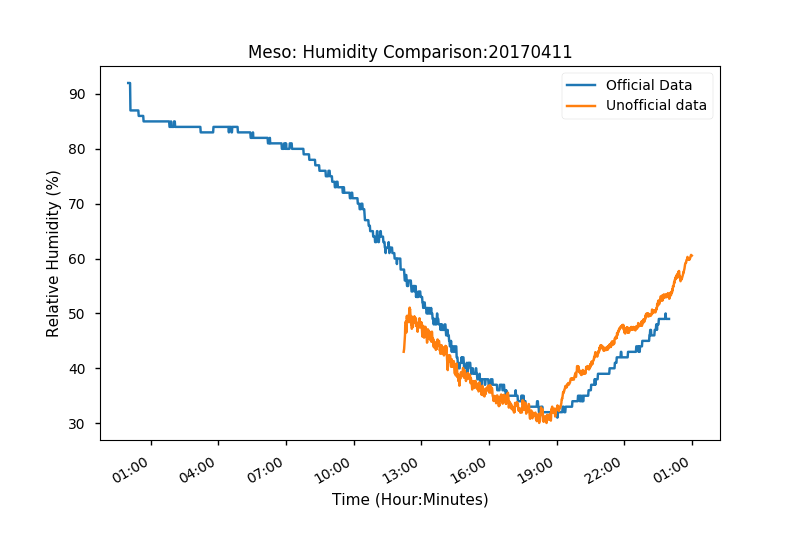 Meso: Humidity Comparison:20170411
Official Data
Unofficial data
Relative Humidity (%)
90
80
70
60
50
40
30
01:00 04:00 07:00 10:00 13:00 16:00 19:00 22:00 01:00
Time (Hour:Minutes)